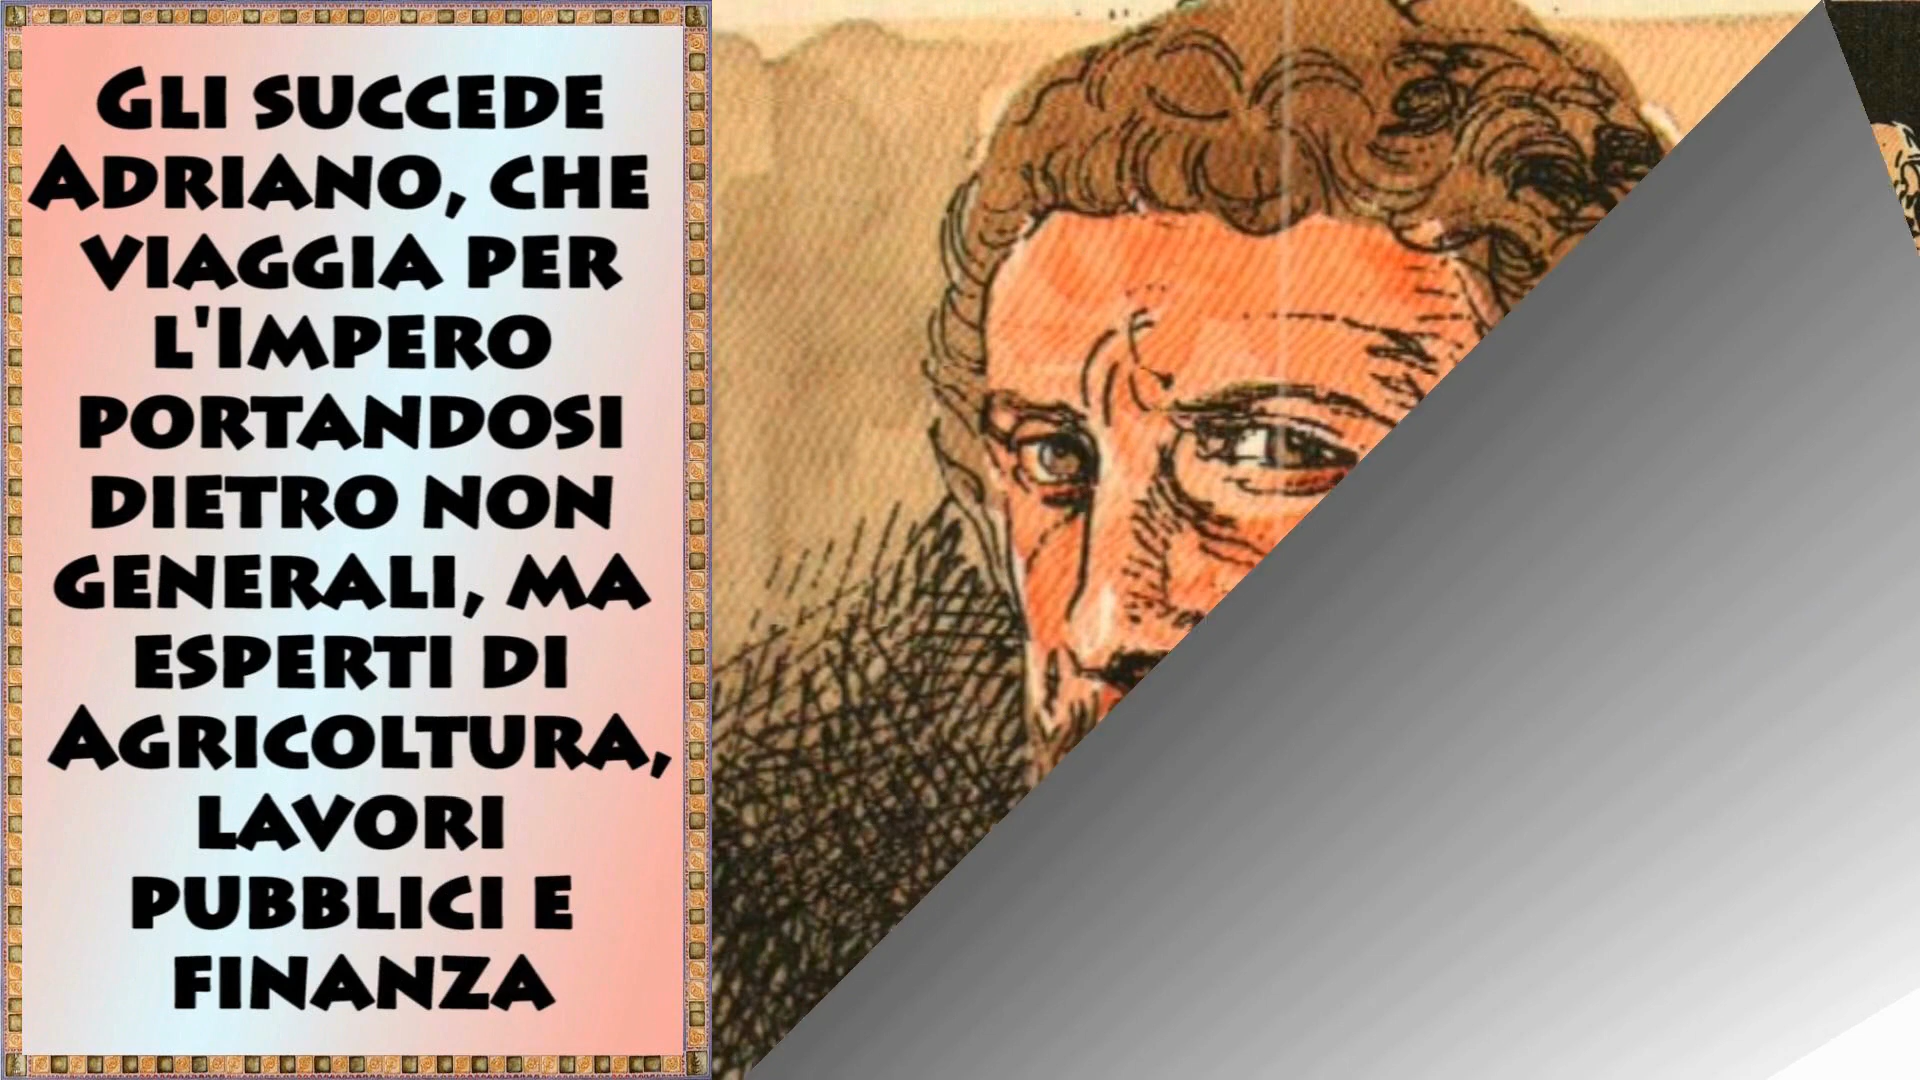 Gli succede
Adriano, che
viaggia per
l'Impero
portandosi
dietro non
generali, ma
esperti di
Agricoltura,
lavori
pubblici e
finanza